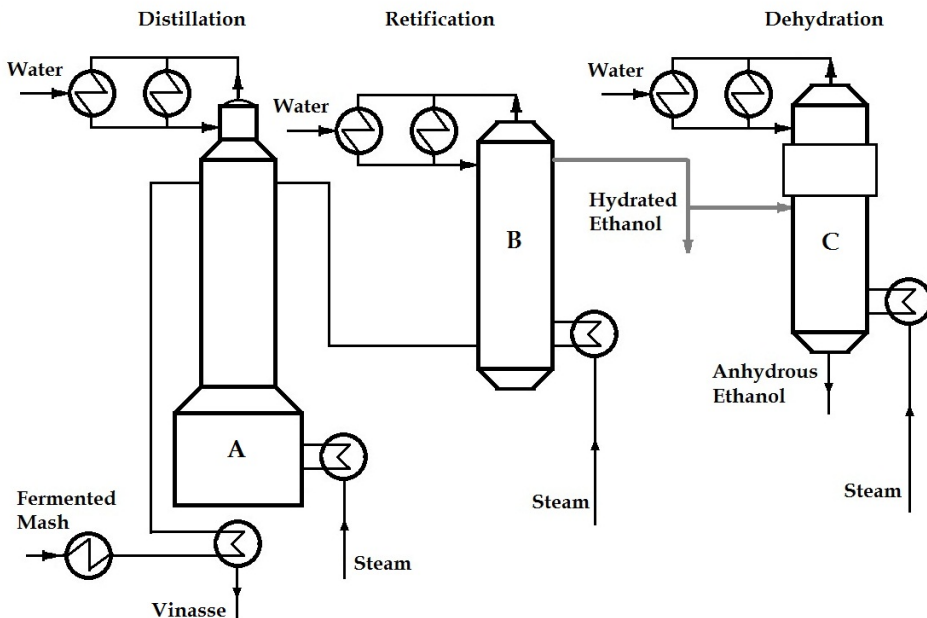 Distillation
Retification
Dehydration
Water
Water
Water
Hydrated
Ethanol
B
C
A
Anhydrous
Ethanol
Fermented
Mash
Steam
Steam
Steam
Vinasse